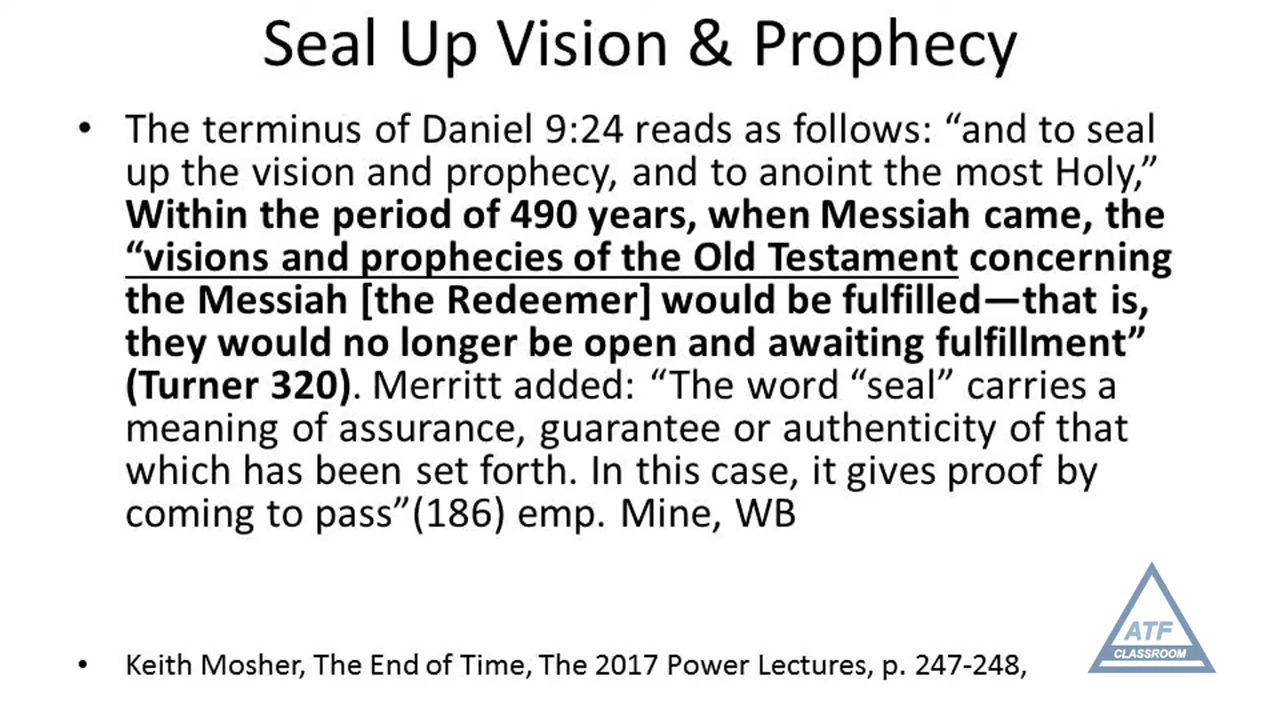 Seal Up Vision & Prophecy
• The terminus of Daniel 9:24 reads as follows: “and to seal
up the vision and prophecy, and to anoint the most Holy,”
Within the period of 490 years, when Messiah came, the
“visions and prophecies of the Old Testament concerning
the Messiah [the Redeemer] would be fulfilled—that is,
they would no longer be open and awaiting fulfillment”
(Turner 320). Merritt added: “The word “seal” carries a
meaning of assurance, guarantee or authenticity of that
which has been set forth. In this case, it gives proof by
coming to pass”(186) emp. Mine, WB
ATF
CLASSROOM
• Keith Mosher, The End of Time, The 2017 Power Lectures, p. 247-248,